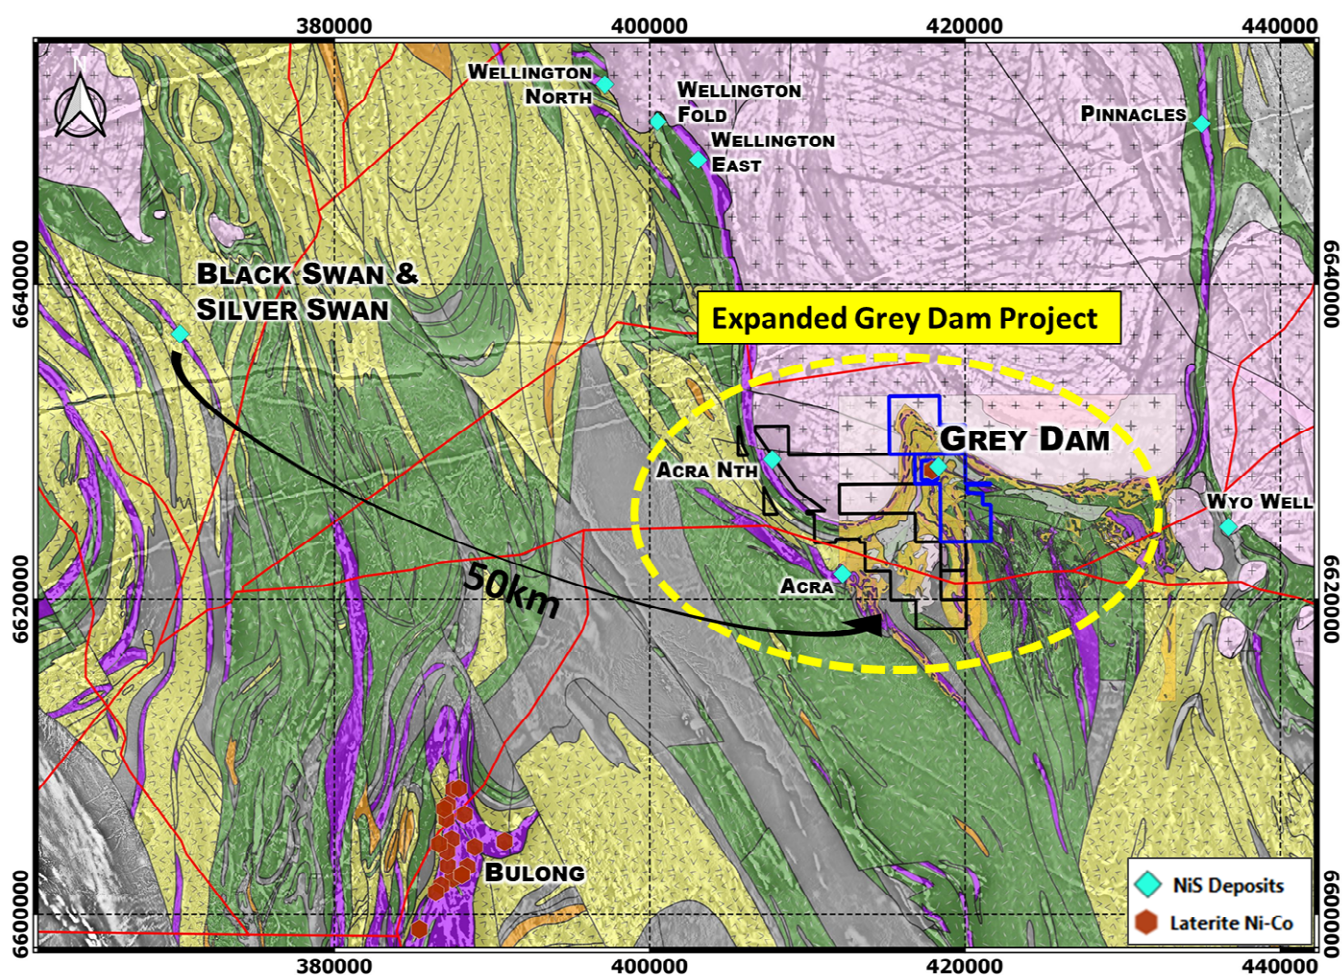 380000
400000
420000
440000
N
WELLINGTON
NORTH
WELLINGTON
FOLD
WELLINGTON
EAST
PINNACLES
BLACK SWAN &
SILVER SWAN
6640000
6640000
Expanded Grey Dam Project
GREY DAM
ACRA NTH
WYO WELL
50km
ACRA
6620000
6620000
BULONG
NiS Deposits
Laterite Ni-Co
6600000
6600000
380000
400000
420000
440000